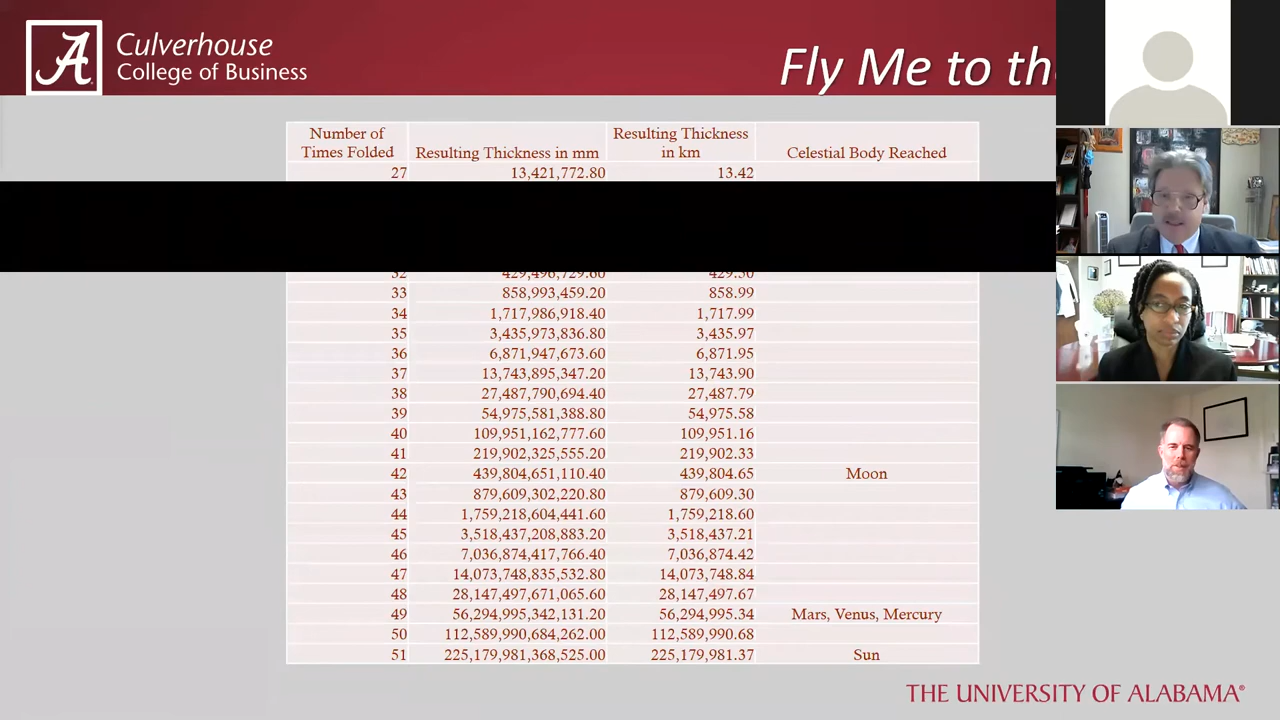 Culverhouse
College of Business
Fly Me to th
Number of Times Folded Resulting Thickness in mm Resulting Thickness in km Celestial Body Reached
27 13,421,772.80 13.42
32 429,496,729.60 429.50
33 858,993,459.20 858.99
34 1,717,986,918.40 1,717.99
35 3,435,973,836.80 3,435.97
36 6,871,947,673.60 6,871.95
37 13,743,895,347.20 13,743.90
38 27,487,790,694.40 27,487.79
39 54,975,581,388.80 54,975.58
40 109,951,162,777.60 109,951.16
41 219,902,325,555.20 219,902.33
42 439,804,651,110.40 439,804.65 Moon
43 879,609,302,220.80 879,609.30
44 1,759,218,604,441.60 1,759,218.60
45 3,518,437,208,883.20 3,518,437.21
46 7,036,874,417,766.40 7,036,874.42
47 14,073,748,835,532.80 14,073,748.84
48 28,147,497,671,065.60 28,147,497.67
49 56,294,995,342,131.20 56,294,995.34 Mars, Venus, Mercury
50 112,589,990,684,262.00 112,589,990.68
51 225,179,981,368,525.00 225,179,981.37 Sun
THE UNIVERSITY OF ALABAMA®